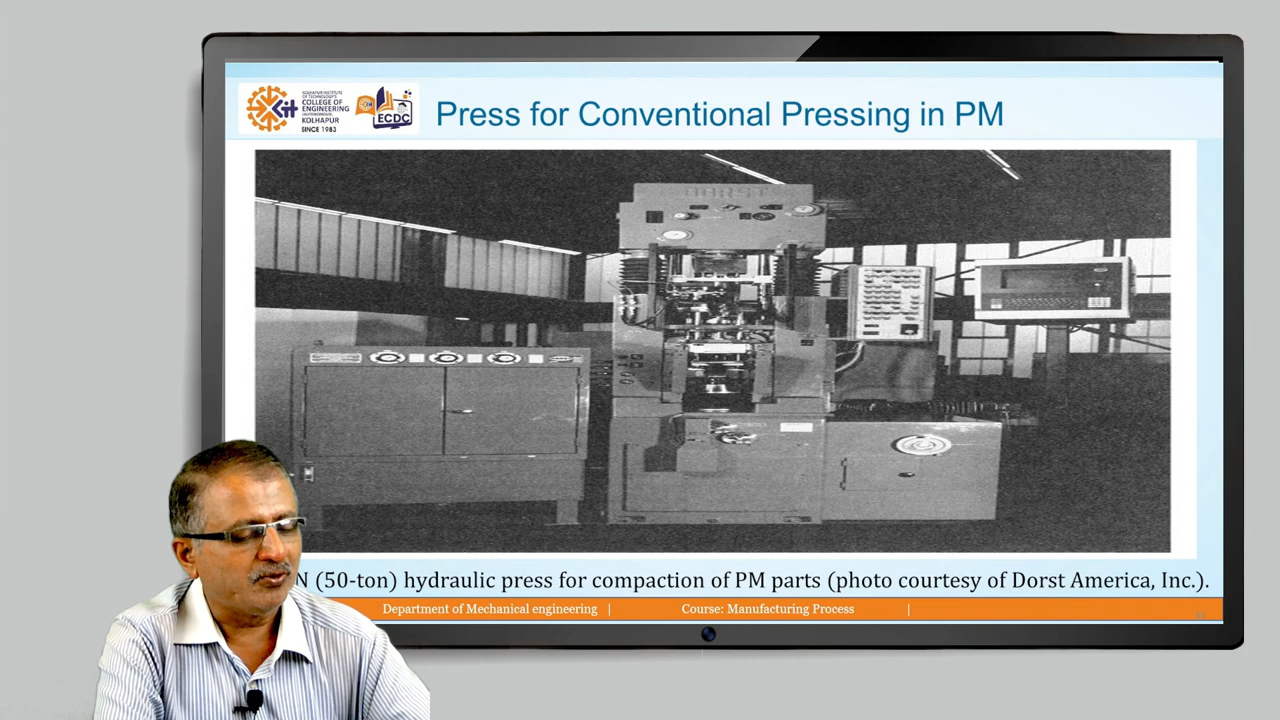 KOLHAPUR INSTITUTE
OF TECHNOLOGY'S
COLLEGE OF
ENGINEERING
(AUTONOMOUS),
KOLHAPUR
SINCE 1983
ECDC
Press for Conventional Pressing in PM
DORST
N (50-ton) hydraulic press for compaction of PM parts (photo courtesy of Dorst America, Inc.).
Department of Mechanical engineering |
Course: Manufacturing Process |